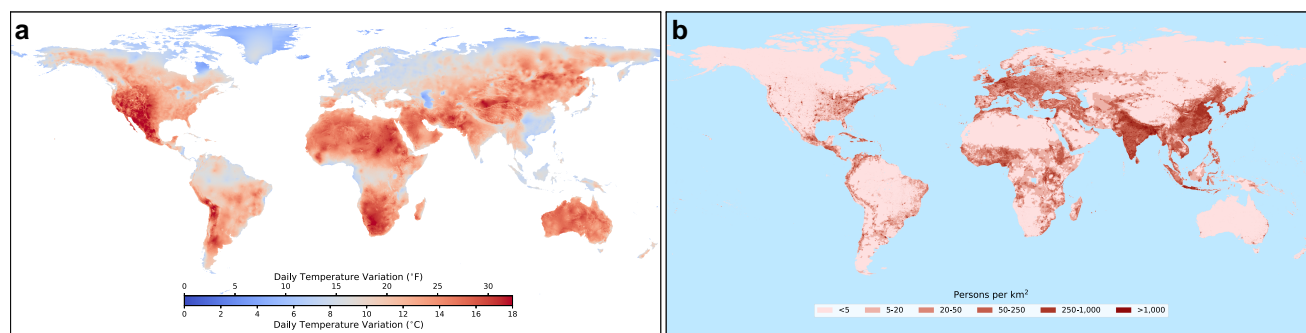 a
Daily Temperature Variation (°F)
0 5 10 15 20 25 30
0 2 4 6 8 10 12 14 16 18
Daily Temperature Variation (°C)
b
Persons per km²
<5 5-20 20-50 50-250 250-1,000 >1,000